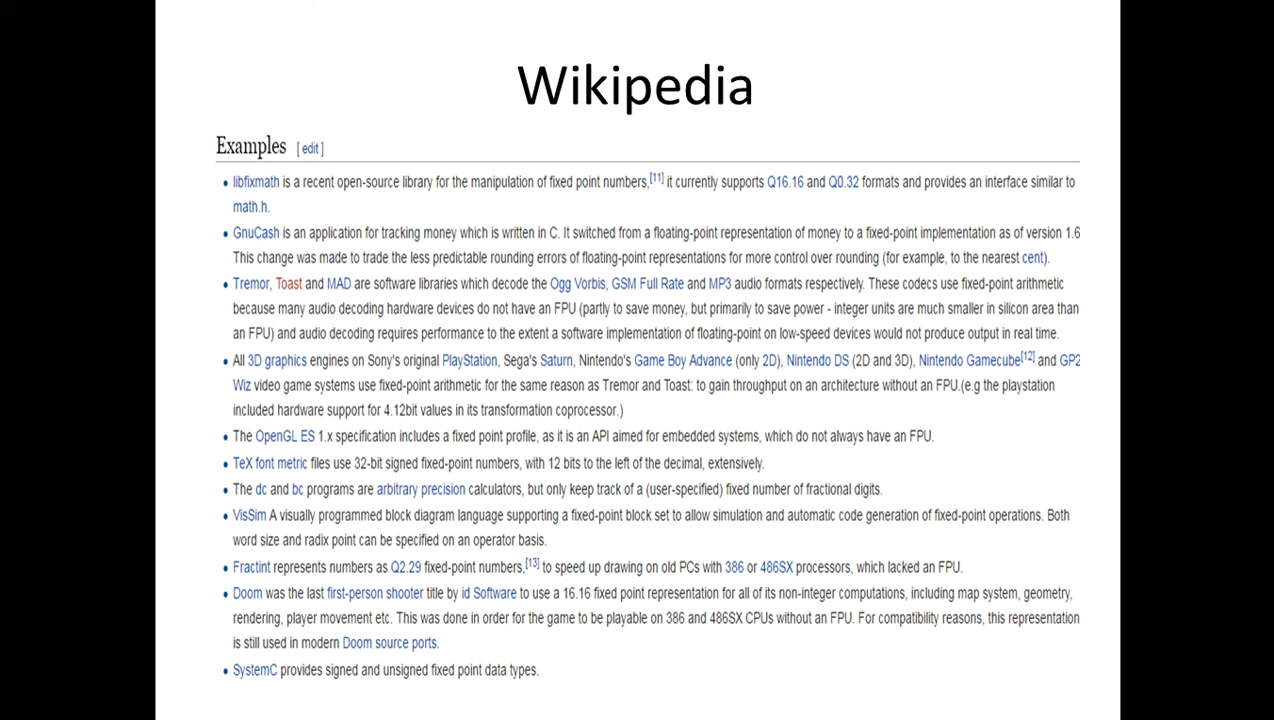 Wikipedia
Examples [ edit ]
• libfixmath is a recent open-source library for the manipulation of fixed point numbers,[11] it currently supports Q16.16 and Q0.32 formats and provides an interface similar to
math.h.
• GnuCash is an application for tracking money which is written in C. It switched from a floating-point representation of money to a fixed-point implementation as of version 1.6
This change was made to trade the less predictable rounding errors of floating-point representations for more control over rounding (for example, to the nearest cent).
• Tremor, Toast and MAD are software libraries which decode the Ogg Vorbis, GSM Full Rate and MP3 audio formats respectively. These codecs use fixed-point arithmetic
because many audio decoding hardware devices do not have an FPU (partly to save money, but primarily to save power - integer units are much smaller in silicon area than
an FPU) and audio decoding requires performance to the extent a software implementation of floating-point on low-speed devices would not produce output in real time.
• All 3D graphics engines on Sony's original PlayStation, Sega's Saturn, Nintendo's Game Boy Advance (only 2D), Nintendo DS (2D and 3D), Nintendo Gamecube[12] and GP2
Wiz video game systems use fixed-point arithmetic for the same reason as Tremor and Toast: to gain throughput on an architecture without an FPU.(e.g the playstation
included hardware support for 4.12bit values in its transformation coprocessor.)
• The OpenGL ES 1.x specification includes a fixed point profile, as it is an API aimed for embedded systems, which do not always have an FPU.
• TeX font metric files use 32-bit signed fixed-point numbers, with 12 bits to the left of the decimal, extensively.
• The dc and bc programs are arbitrary precision calculators, but only keep track of a (user-specified) fixed number of fractional digits.
• VisSim A visually programmed block diagram language supporting a fixed-point block set to allow simulation and automatic code generation of fixed-point operations. Both
word size and radix point can be specified on an operator basis.
• Fractint represents numbers as Q2.29 fixed-point numbers,[13] to speed up drawing on old PCs with 386 or 486SX processors, which lacked an FPU.
• Doom was the last first-person shooter title by id Software to use a 16.16 fixed point representation for all of its non-integer computations, including map system, geometry,
rendering, player movement etc. This was done in order for the game to be playable on 386 and 486SX CPUs without an FPU. For compatibility reasons, this representation
is still used in modern Doom source ports.
• SystemC provides signed and unsigned fixed point data types.